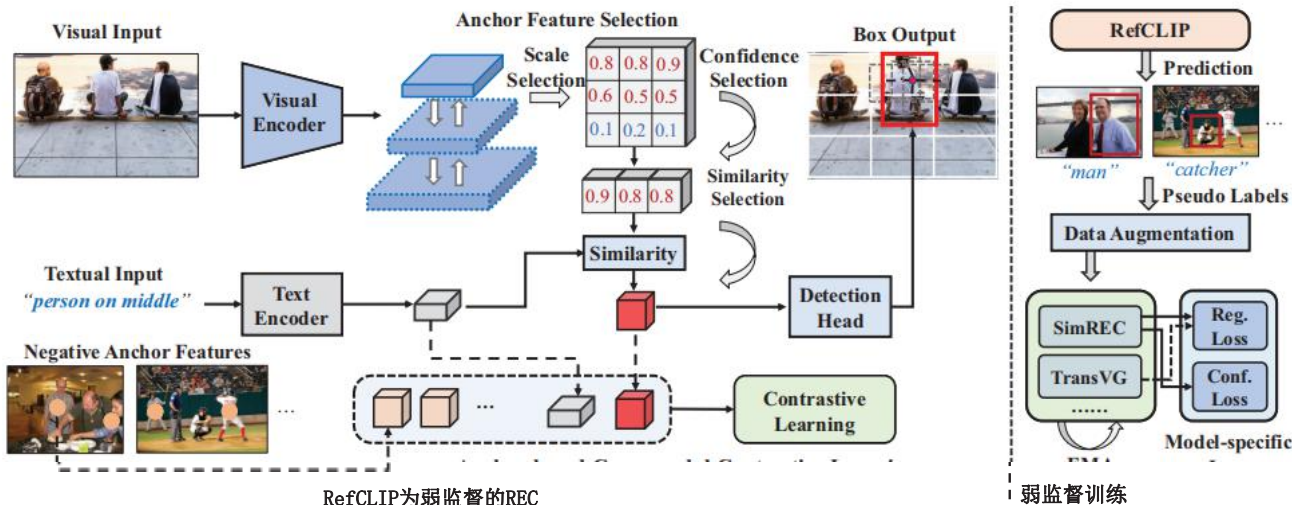 Visual Input
Visual
Encoder
Anchor Feature Selection
Scale
Selection
0.8 0.8 0.9
0.6 0.5 0.5
0.1 0.2 0.1
Confidence
Selection
0.9 0.8 0.8
Similarity
Selection
Box Output
Textual Input
“person on middle”
Text
Encoder
Similarity
Detection
Head
Negative Anchor Features
...
...
Contrastive
Learning
RefCLIP为弱监督的REC
RefCLIP
Prediction
...
“man”
“catcher”
Pseudo Labels
Data Augmentation
SimREC
TransVG
......
Reg.
Loss
Conf.
Loss
EMA
Model-specific
弱监督训练